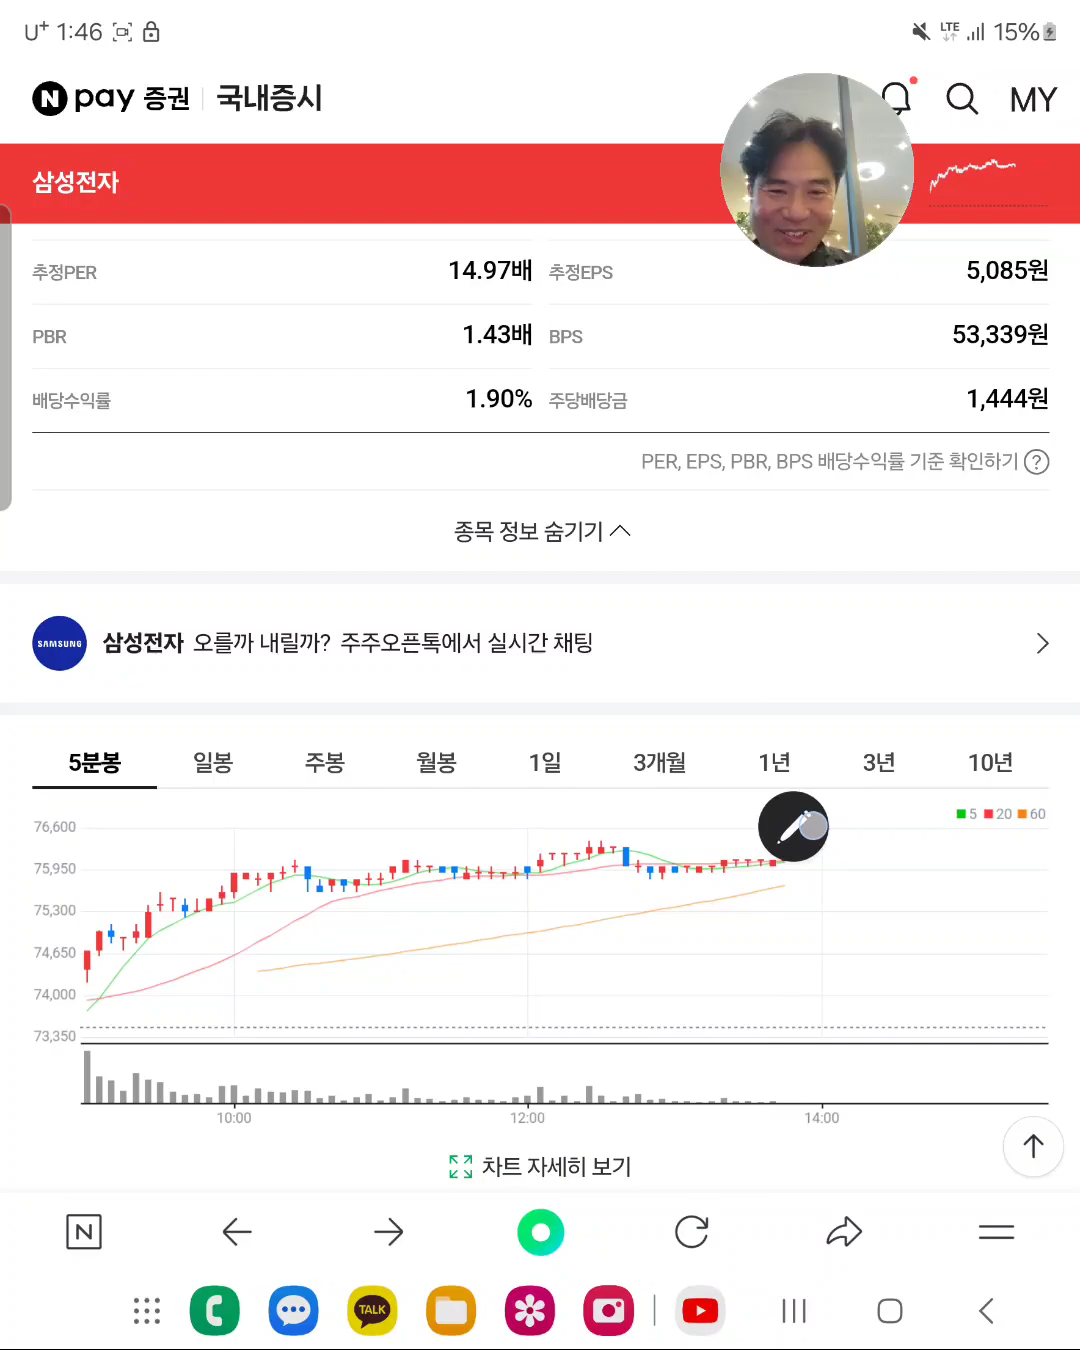 U+ 1:46 LTE 15%
N pay 증권 국내증시 MY
삼성전자
추정PER 14.97배 추정EPS 5,085원
PBR 1.43배 BPS 53,339원
배당수익률 1.90% 주당배당금 1,444원
PER, EPS, PBR, BPS 배당수익률 기준 확인하기 ?
종목 정보 숨기기
SAMSUNG 삼성전자 오를까 내릴까? 주주오픈톡에서 실시간 채팅
5분봉 일봉 주봉 월봉 1일 3개월 1년 3년 10년
5 20 60
76,600
75,950
75,300
74,650
74,000
73,350
10:00 12:00 14:00
차트 자세히 보기
N
TALK